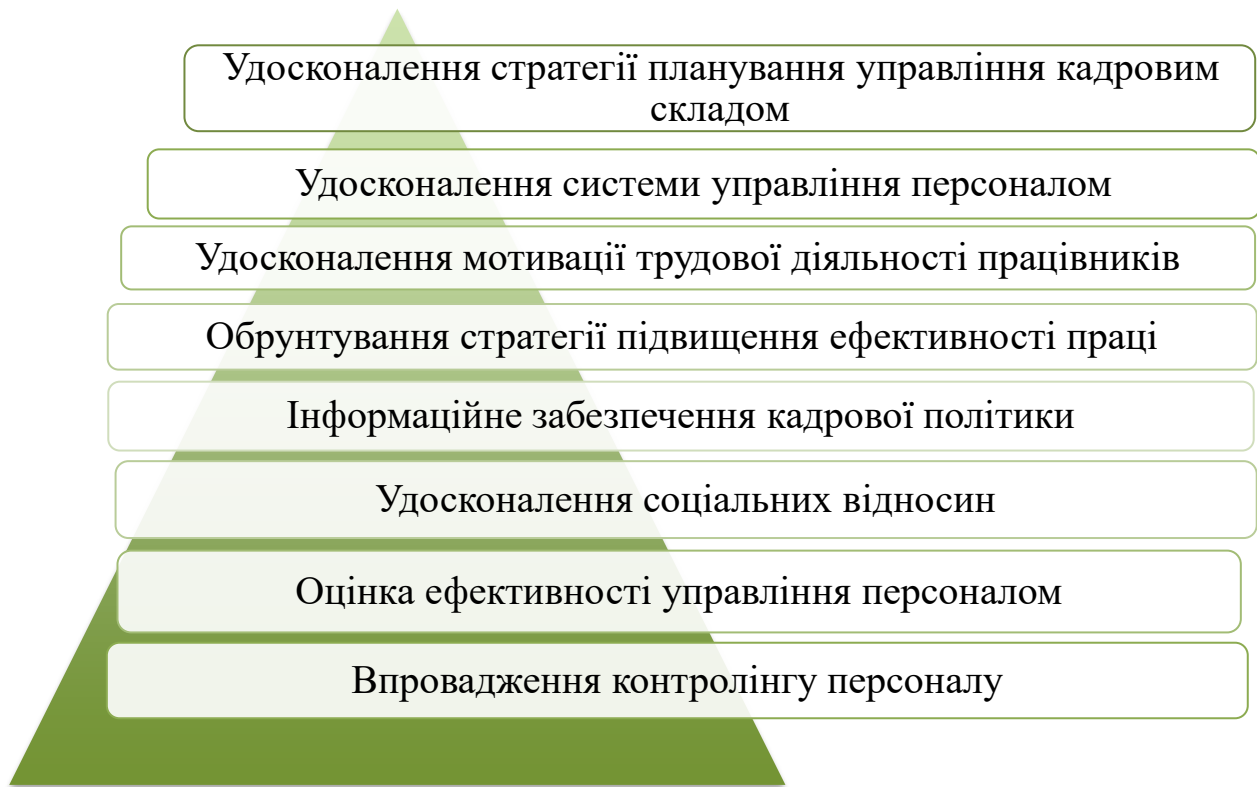 Удосконалення стратегії планування управління кадровим
складом
Удосконалення системи управління персоналом
Удосконалення мотивації трудової діяльності працівників
Обрунтування стратегії підвищення ефективності праці
Інформаційне забезпечення кадрової політики
Удосконалення соціальних відносин
Оцінка ефективності управління персоналом
Впровадження контролінгу персоналу